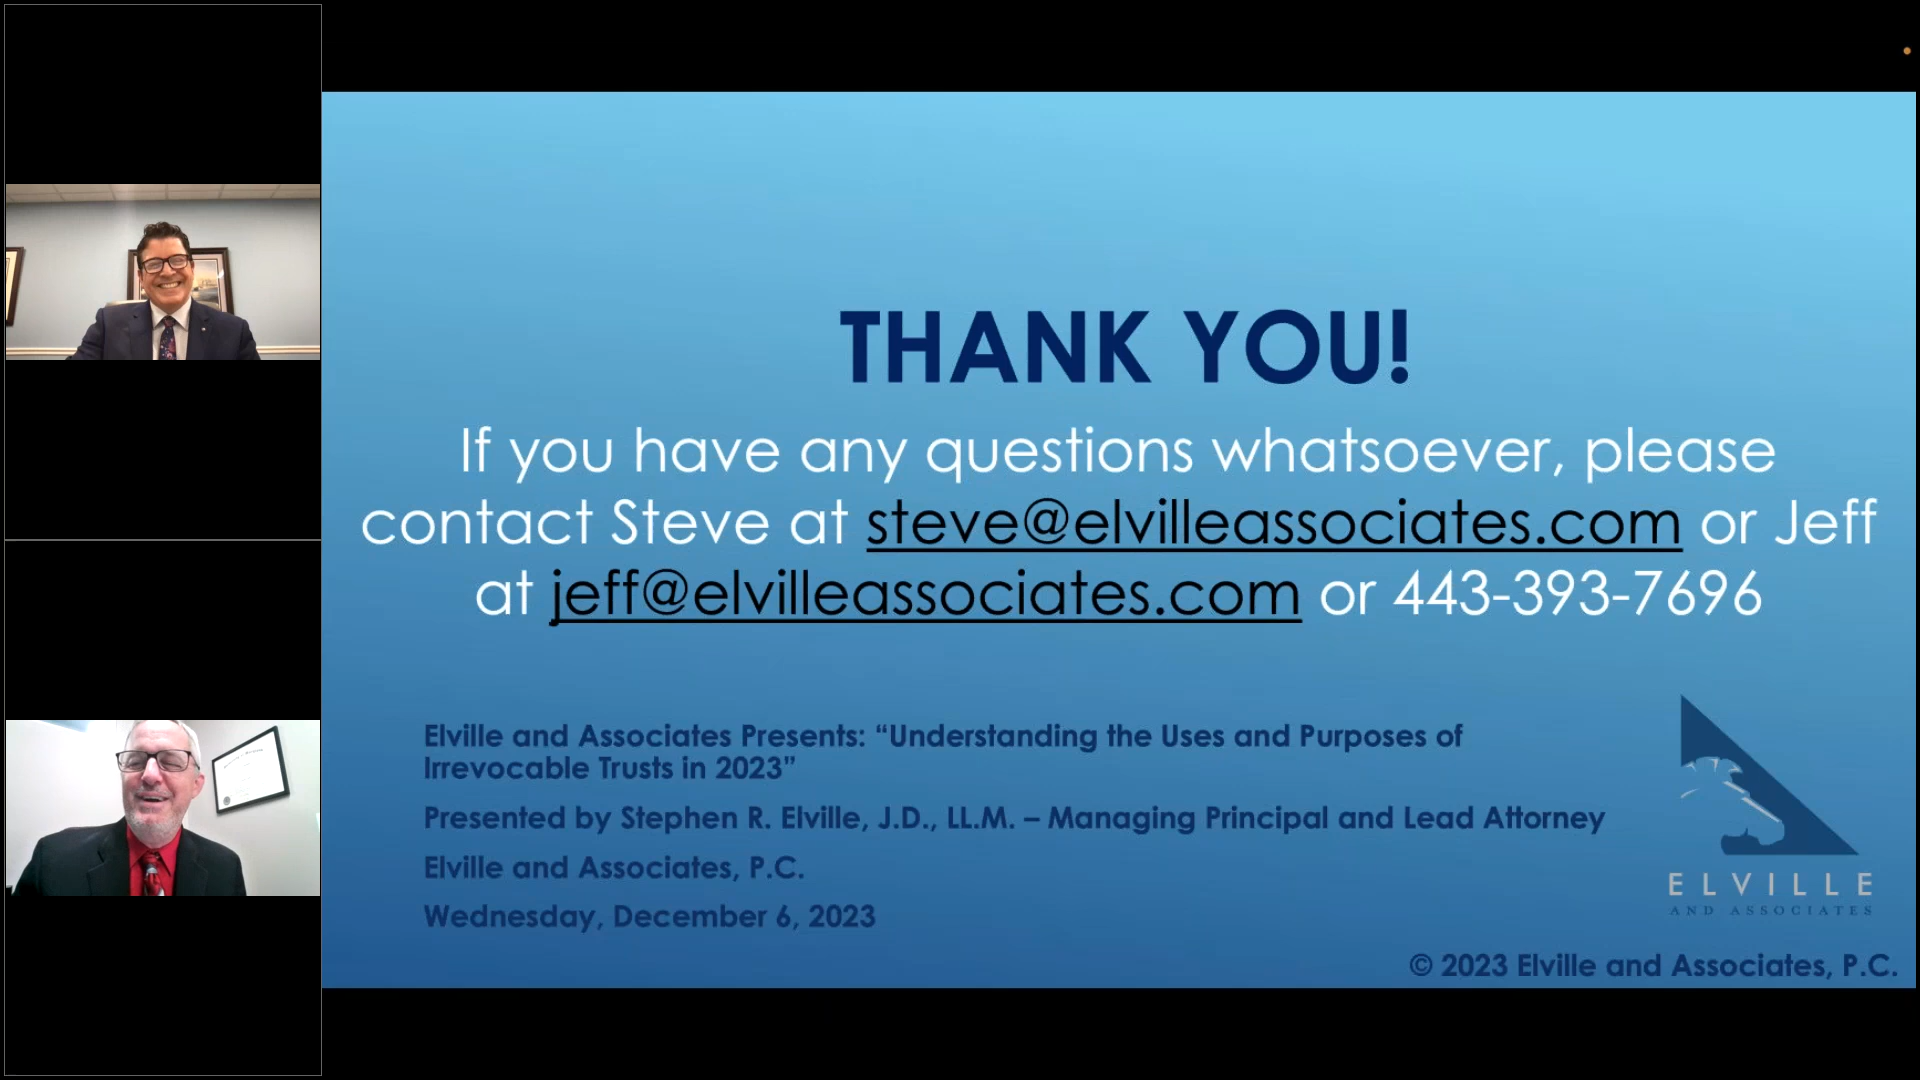 THANK YOU!
If you have any questions whatsoever, please
contact Steve at steve@elvilleassociates.com or Jeff
at jeff@elvilleassociates.com or 443-393-7696
Elville and Associates Presents: “Understanding the Uses and Purposes of
Irrevocable Trusts in 2023”
Presented by Stephen R. Elville, J.D., LL.M. – Managing Principal and Lead Attorney
Elville and Associates, P.C.
Wednesday, December 6, 2023
ELVILLE
AND ASSOCIATES
© 2023 Elville and Associates, P.C.